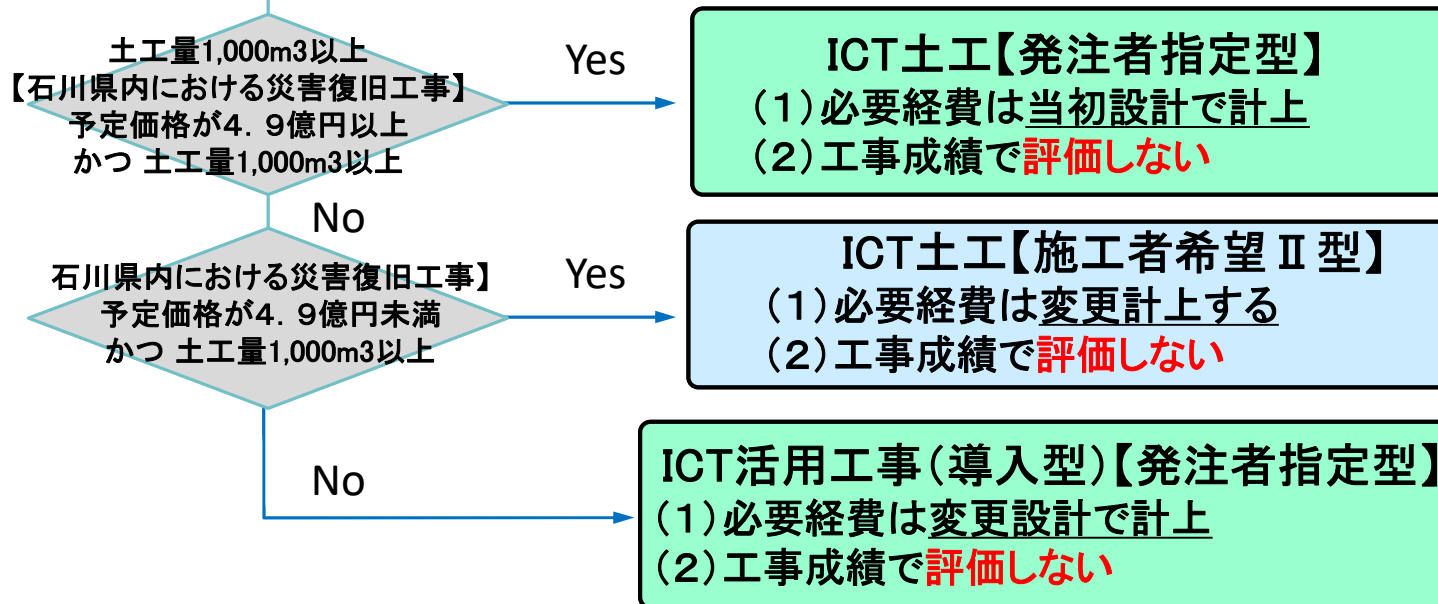 土工量1,000m3以上
【石川県内における災害復旧工事】
予定価格が4．9億円以上
かつ 土工量1,000m3以上
Yes
ICT土工【発注者指定型】
(1)必要経費は当初設計で計上
(2)工事成績で評価しない
No
石川県内における災害復旧工事】
予定価格が4．9億円未満
かつ 土工量1,000m3以上
Yes
ICT土工【施工者希望Ⅱ型】
(1)必要経費は変更計上する
(2)工事成績で評価しない
No
ICT活用工事(導入型)【発注者指定型】
(1)必要経費は変更設計で計上
(2)工事成績で評価しない